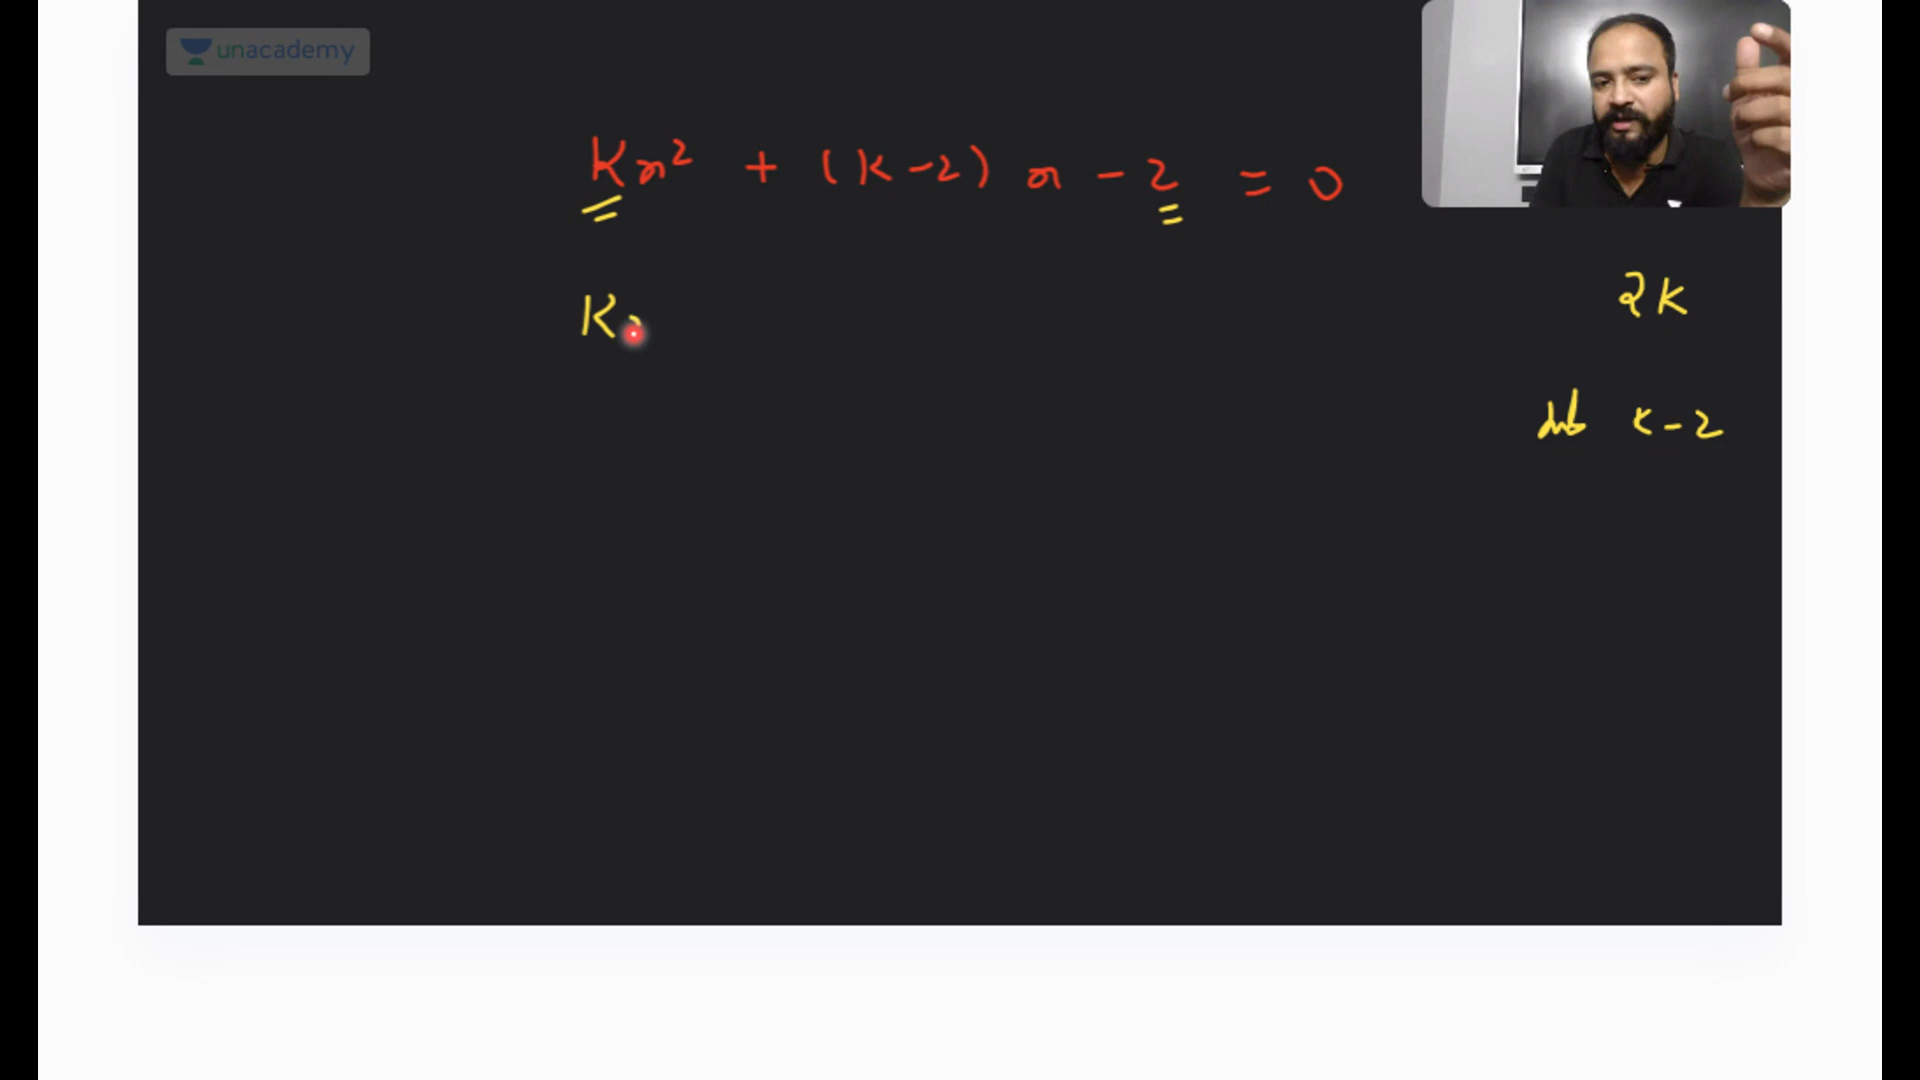 unacademy
Kx² + (k-2) x - 2 = 0
2K
K
k-2